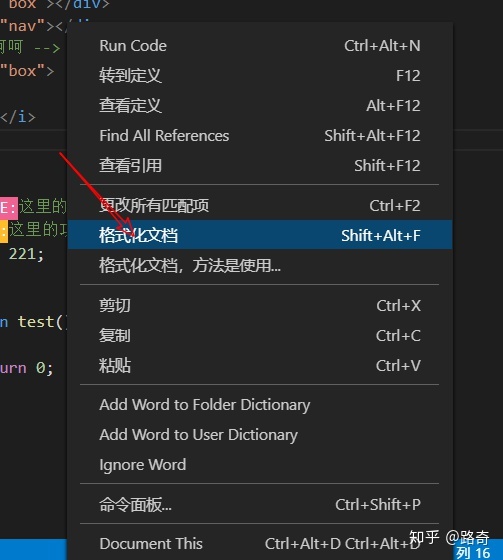 box"></div>
"nav"></di
呵呵 -->
"box">
</i>
Run Code Ctrl+Alt+N
转到定义 F12
查看定义 Alt+F12
Find All References Shift+Alt+F12
查看引用 Shift+F12
更改所有匹配项 Ctrl+F2
E:这里的
格式化文档 Shift+Alt+F
:这里的
221;
格式化文档，方法是使用...
剪切 Ctrl+X
n test()
复制 Ctrl+C
粘贴 Ctrl+V
urn 0;
Add Word to Folder Dictionary
Add Word to User Dictionary
Ignore Word
命令面板... Ctrl+Shift+P
知乎 @路奇
Document This Ctrl+Alt+D Ctrl+Alt+D
列 16